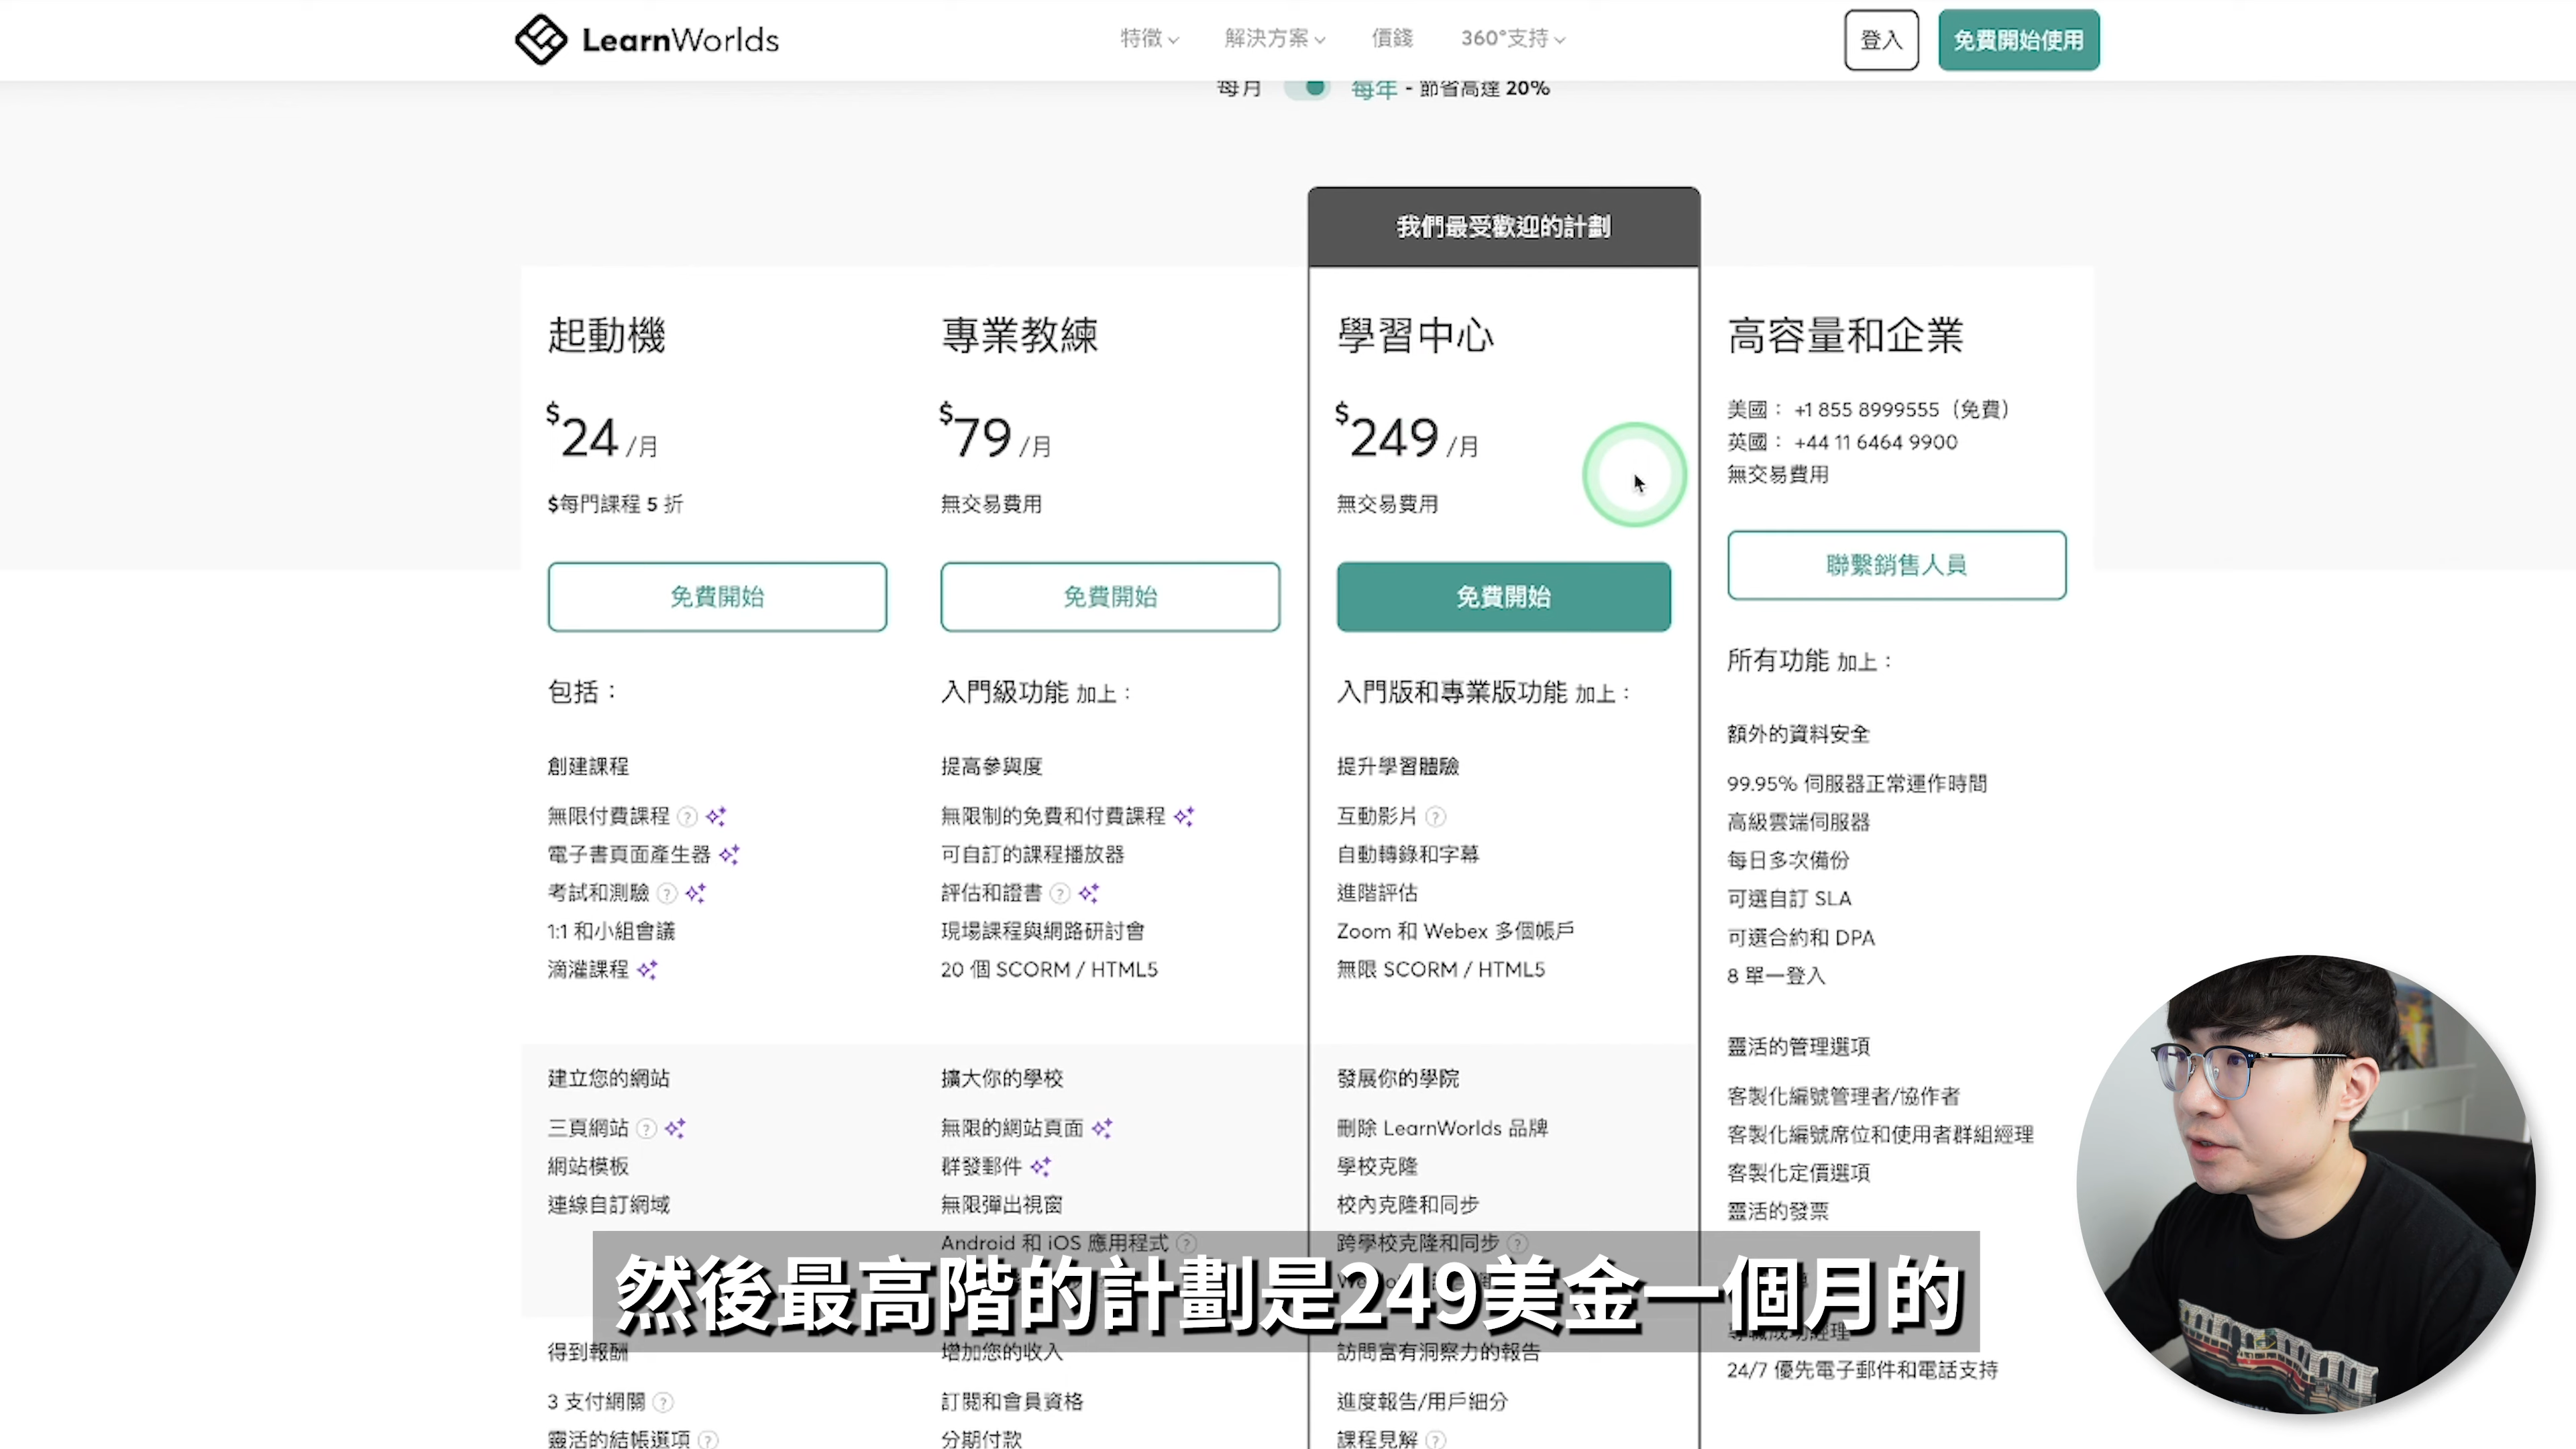 LearnWorlds
特徵
解決方案
價錢
360°支持
登入
免費開始使用
每月
每年 - 節省高達 20%
我們最受歡迎的計劃
起動機
$24 /月
$每門課程 5 折
免費開始
包括：
創建課程
無限付費課程 ?
電子書頁面產生器
考試和測驗 ?
1:1 和小組會議
滴灌課程
建立您的網站
三頁網站 ?
網站模板
連線自訂網域
得到報酬
3 支付網關 ?
靈活的結帳選項 ?
專業教練
$79 /月
無交易費用
免費開始
入門級功能 加上：
提高參與度
無限制的免費和付費課程
可自訂的課程播放器
評估和證書 ?
現場課程與網路研討會
20 個 SCORM / HTML5
擴大你的學校
無限的網站頁面
群發郵件
無限彈出視窗
Android 和 iOS 應用程式 ?
增加您的收入
訂閱和會員資格
分期付款
學習中心
$249 /月
無交易費用
免費開始
入門版和專業版功能 加上：
提升學習體驗
互動影片 ?
自動轉錄和字幕
進階評估
Zoom 和 Webex 多個帳戶
無限 SCORM / HTML5
發展你的學院
刪除 LearnWorlds 品牌
學校克隆
校內克隆和同步
跨學校克隆和同步 ?
訪問富有洞察力的報告
進度報告/用戶細分
課程見解 ?
高容量和企業
美國： +1 855 8999555（免費）
英國： +44 11 6464 9900
無交易費用
聯繫銷售人員
所有功能 加上：
額外的資料安全
99.95% 伺服器正常運作時間
高級雲端伺服器
每日多次備份
可選自訂 SLA
可選合約和 DPA
8 單一登入
靈活的管理選項
客製化編號管理者/協作者
客製化編號席位和使用者群組經理
客製化定價選項
靈活的發票
24/7 優先電子郵件和電話支持
然後最高階的計劃是249美金一個月的